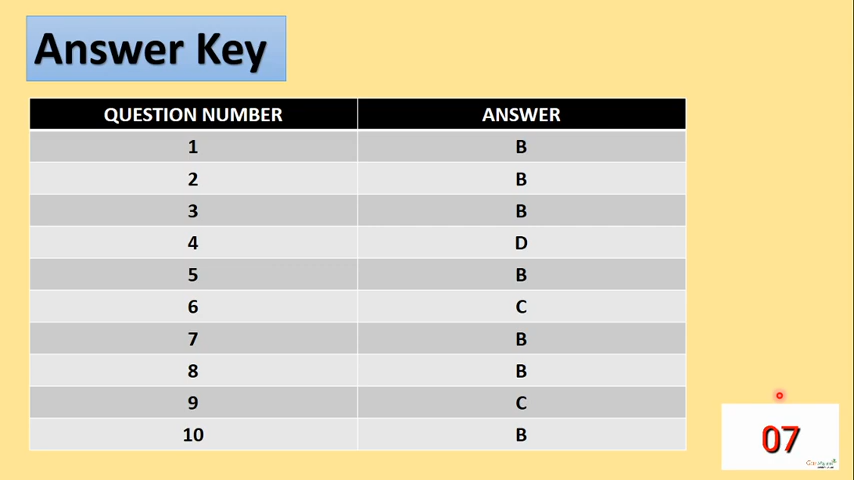 Answer Key
QUESTION NUMBER ANSWER
1 B
2 B
3 B
4 D
5 B
6 C
7 B
8 B
9 C
10 B
07